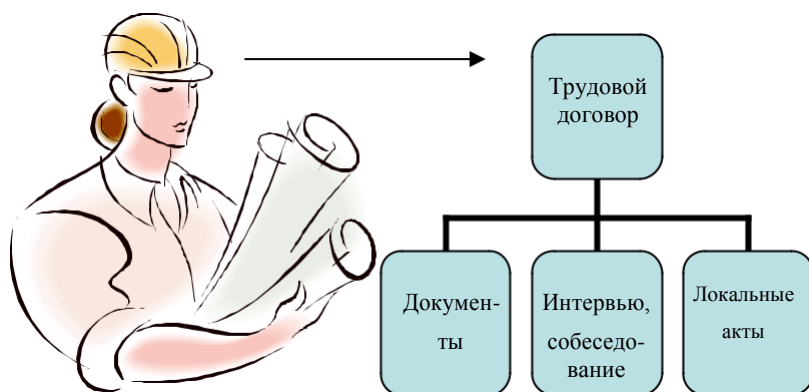 Трудовой
договор
Докумен-
ты
Интервью,
собеседо-
вание
Локальные
акты